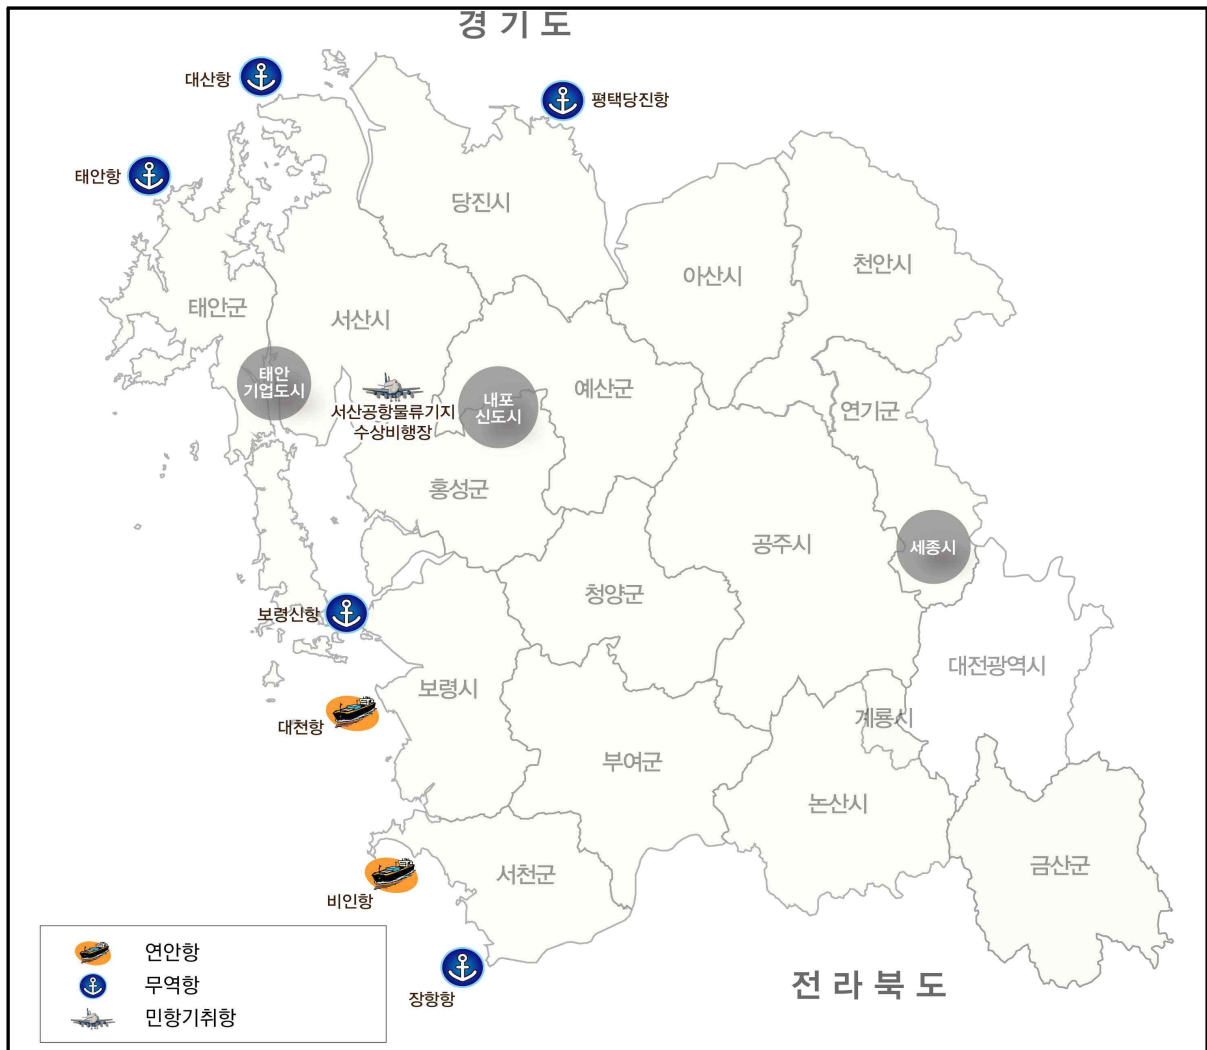 경 기 도
대산항
평택당진항
태안항
당진시
아산시
천안시
태안군
서산시
태안
기업도시
서산공항물류기지
수상비행장
내포
신도시
예산군
연기군
홍성군
공주시
세종시
청양군
보령신항
보령시
대전광역시
대천항
계룡시
부여군
논산시
서천군
금산군
비인항
장항항
전 라 북 도
연안항
무역항
민항기취항